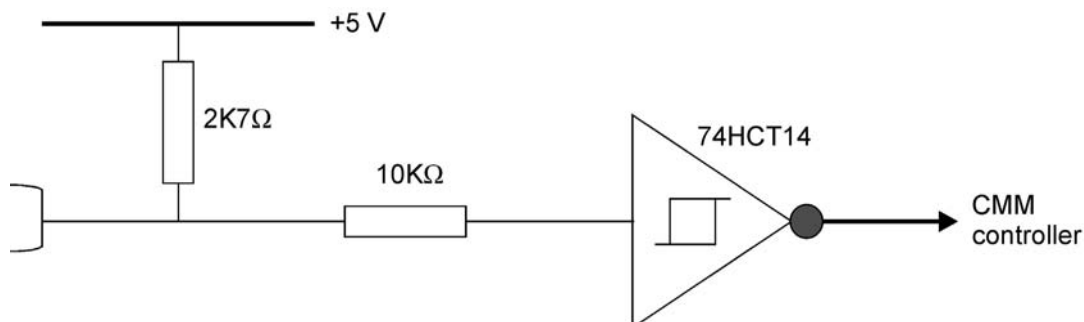 +5 V
2K7Ω
74HCT14
10KΩ
CMM
controller